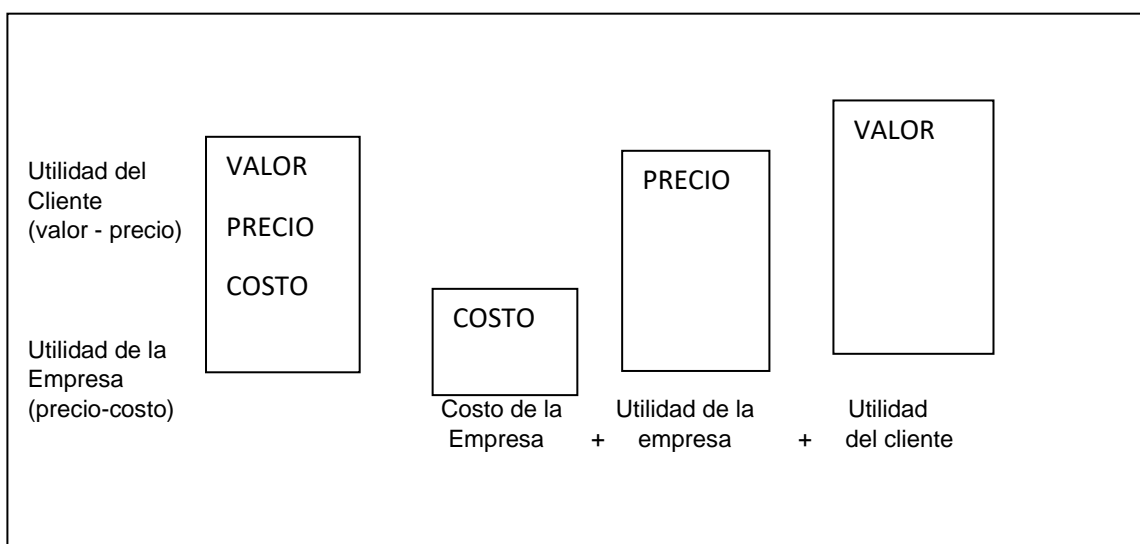 Utilidad del
Cliente
(valor - precio)
Utilidad de la
Empresa
(precio-costo)
VALOR
PRECIO
COSTO
COSTO
Costo de la
Empresa
+
PRECIO
Utilidad de la
empresa
+
VALOR
Utilidad
del cliente